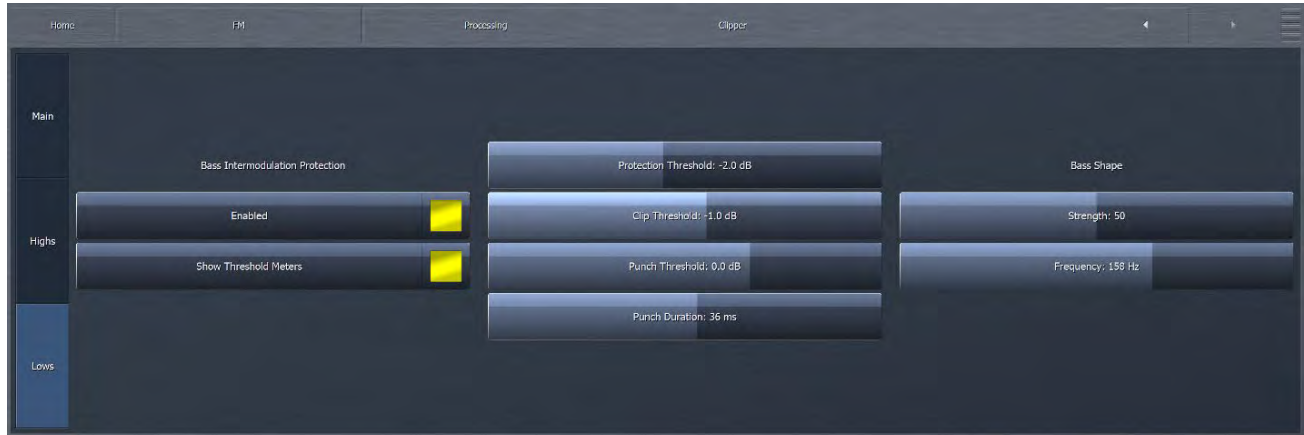 Home FM Processing Clipper
Main
Highs
Lows
Bass Intermodulation Protection
Enabled
Show Threshold Meters
Protection Threshold: -2.0 dB
Clip Threshold: -1.0 dB
Punch Threshold: 0.0 dB
Punch Duration: 36 ms
Bass Shape
Strength: 50
Frequency: 158 Hz